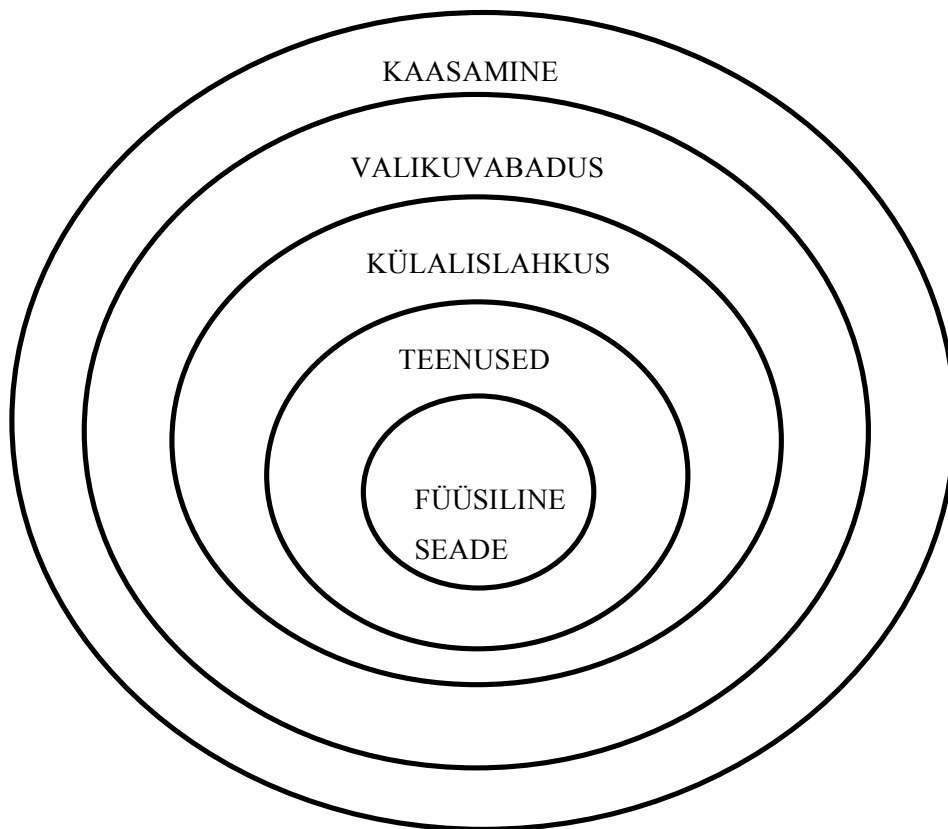 KAASAMINE
VALIKUVABADUS
KÜLALISLAHKUS
TEENUSED
FÜÜSILINE
SEADE